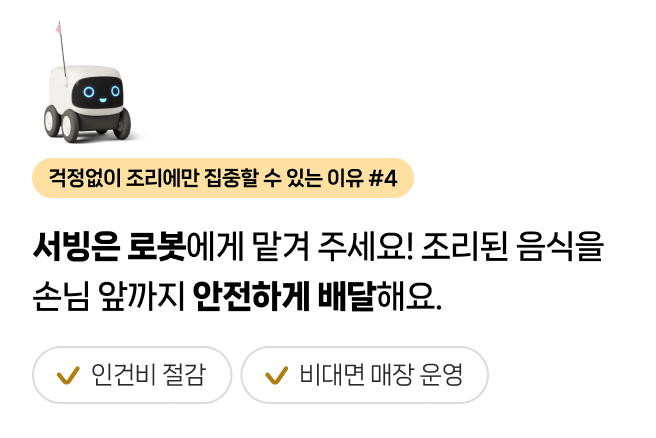 걱정없이 조리에만 집중할 수 있는 이유 #4
서빙은 로봇에게 맡겨 주세요! 조리된 음식을
손님 앞까지 안전하게 배달해요.
인건비 절감
비대면 매장 운영